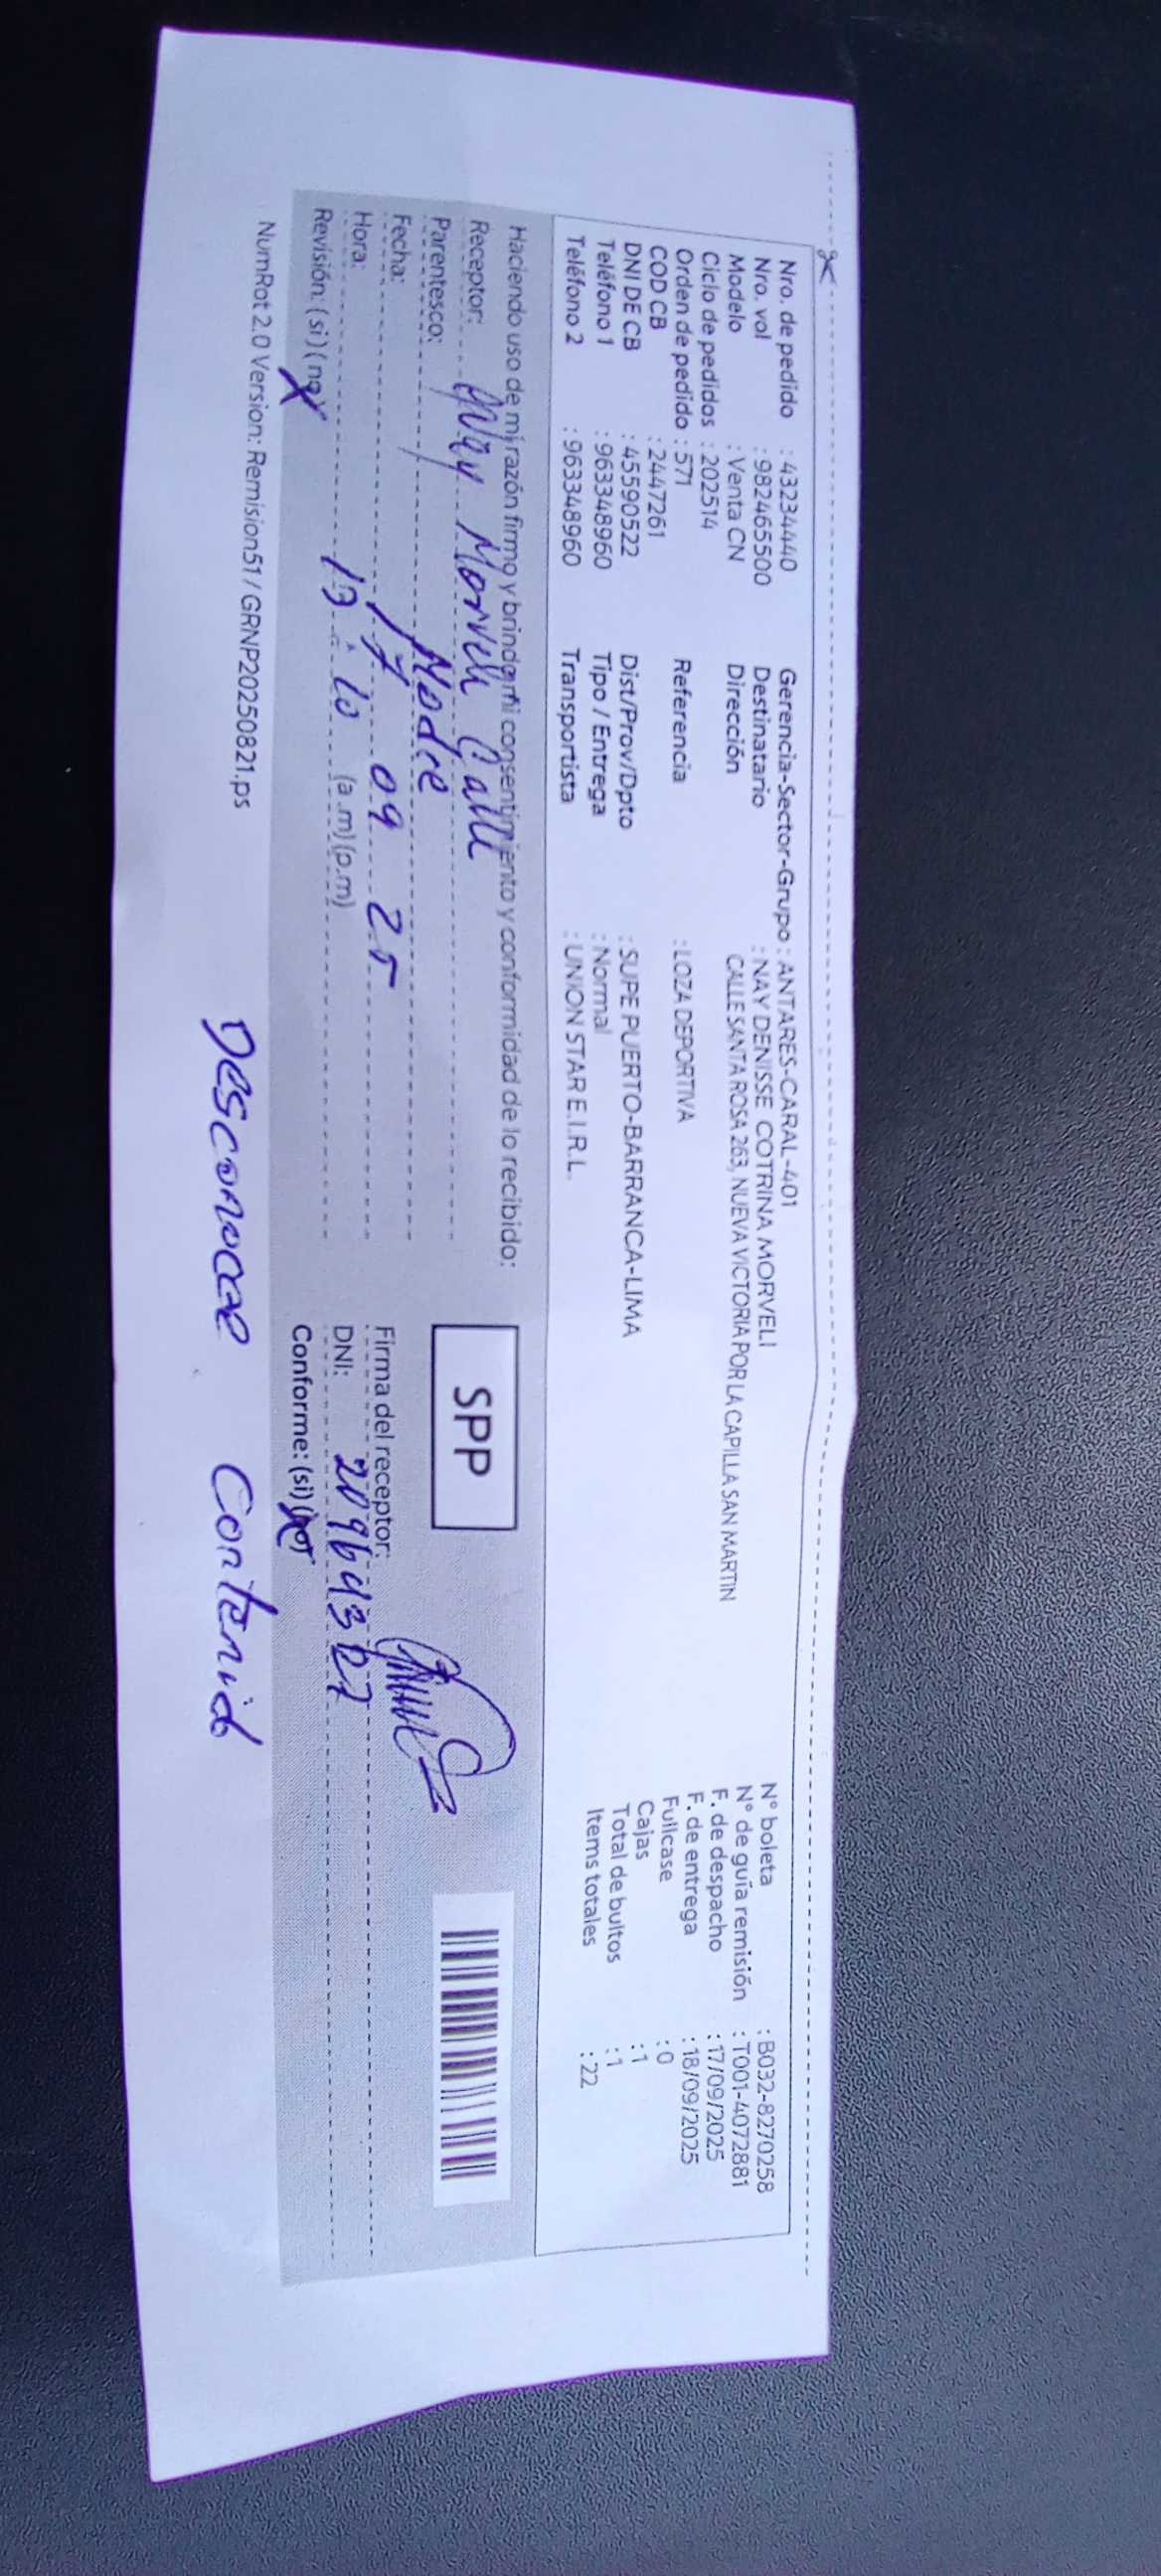 Nro. de pedido : 43234440
Nro. vol : 982465500
Modelo : Venta CN
Ciclo de pedidos : 202514
Orden de pedido : 571
COD CB : 2447261
DNI DE CB : 45590522
Teléfono 1 : 963348960
Teléfono 2 : 963348960
Gerencia-Sector-Grupo : ANTARES-CARAL-401
Destinatario : NAY DENISSE COTRINA MORVELI
Dirección CALLE SANTA ROSA 263, NUEVA VICTORIA POR LA CAPILLA SAN MARTIN
Referencia : LOZA DEPORTIVA
Dist/Prov/Dpto : SUPE PUERTO-BARRANCA-LIMA
Tipo / Entrega : Normal
Transportista : UNION STAR E.I.R.L.
N° boleta : B032-8270258
N° de guía remisión : T001-4072881
F. de despacho : 17/09/2025
F. de entrega : 18/09/2025
Fullcase : 0
Cajas : 1
Total de bultos : 1
Items totales : 22
Haciendo uso de mi razón firmo y brindo mi consentimiento y conformidad de lo recibido:
Receptor: Morveli
Parentesco: Madre
Fecha: 17 09 25
Hora: (a.m) (p.m)
Revisión: (si) (no)
SPP
Firma del receptor:
DNI:
Conforme: (si) (no)
NumRot 2.0 Version: Remision51 / GRNP20250821.ps
Desconocce Contenid